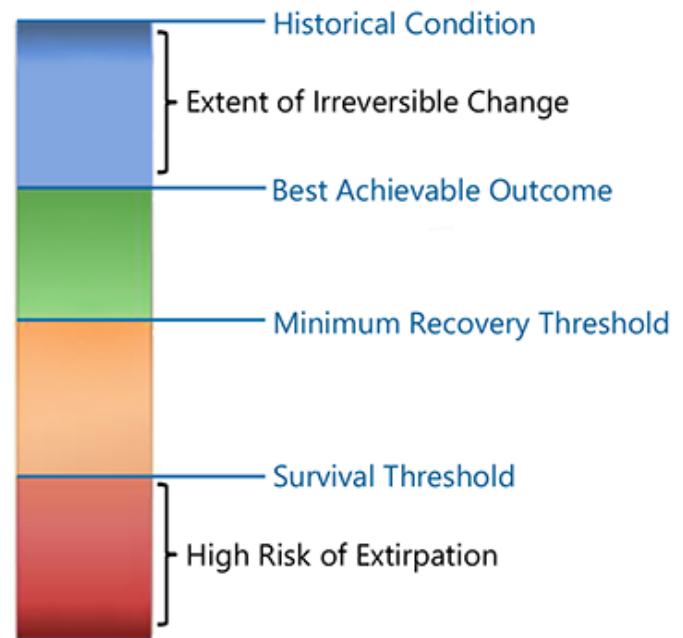 Historical Condition
Extent of Irreversible Change
Best Achievable Outcome
Minimum Recovery Threshold
Survival Threshold
High Risk of Extirpation